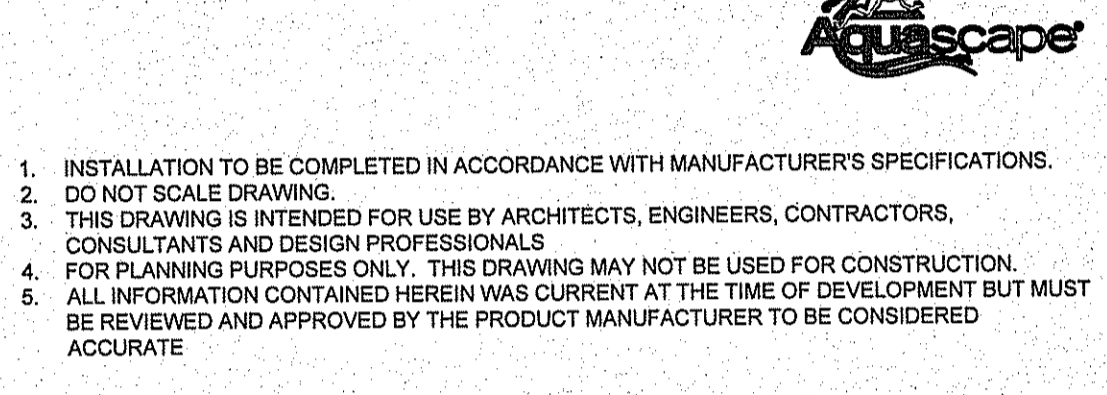 Aquascape®
1. INSTALLATION TO BE COMPLETED IN ACCORDANCE WITH MANUFACTURER'S SPECIFICATIONS.
2. DO NOT SCALE DRAWING.
3. THIS DRAWING IS INTENDED FOR USE BY ARCHITECTS, ENGINEERS, CONTRACTORS,
CONSULTANTS AND DESIGN PROFESSIONALS
4. FOR PLANNING PURPOSES ONLY. THIS DRAWING MAY NOT BE USED FOR CONSTRUCTION.
5. ALL INFORMATION CONTAINED HEREIN WAS CURRENT AT THE TIME OF DEVELOPMENT BUT MUST
BE REVIEWED AND APPROVED BY THE PRODUCT MANUFACTURER TO BE CONSIDERED
ACCURATE